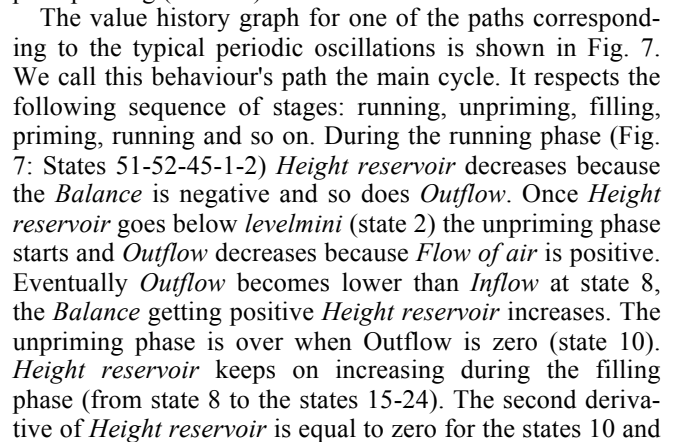 The value history graph for one of the paths correspond-
ing to the typical periodic oscillations is shown in Fig. 7.
We call this behaviour's path the main cycle. It respects the
following sequence of stages: running, unpriming, filling,
priming, running and so on. During the running phase (Fig.
7: States 51-52-45-1-2) Height reservoir decreases because
the Balance is negative and so does Outflow. Once Height
reservoir goes below levelmini (state 2) the unpriming phase
starts and Outflow decreases because Flow of air is positive.
Eventually Outflow becomes lower than Inflow at state 8,
the Balance getting positive Height reservoir increases. The
unpriming phase is over when Outflow is zero (state 10).
Height reservoir keeps on increasing during the filling
phase (from state 8 to the states 15-24). The second deriva-
tive of Height reservoir is equal to zero for the states 10 and